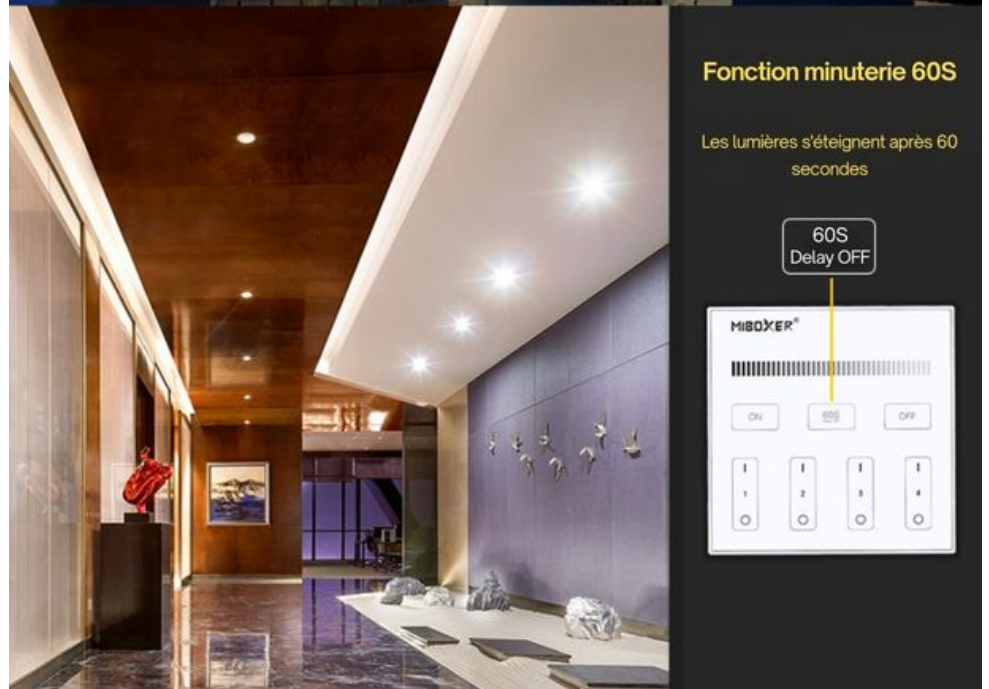 Fonction minuterie 60S
Les lumières s'éteignent après 60
secondes
60S
Delay OFF
MIBOXER®
ON
60S
OFF
I I I I
1 2 3 4
O O O O